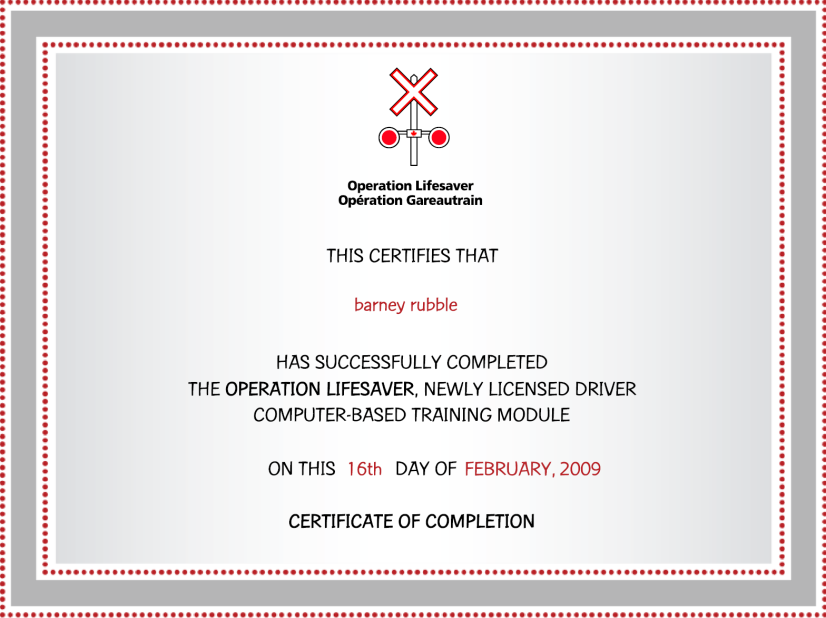 Operation Lifesaver
Opération Gareautrain
THIS CERTIFIES THAT
barney rubble
HAS SUCCESSFULLY COMPLETED
THE OPERATION LIFESAVER, NEWLY LICENSED DRIVER
COMPUTER-BASED TRAINING MODULE
ON THIS 16th DAY OF FEBRUARY, 2009
CERTIFICATE OF COMPLETION